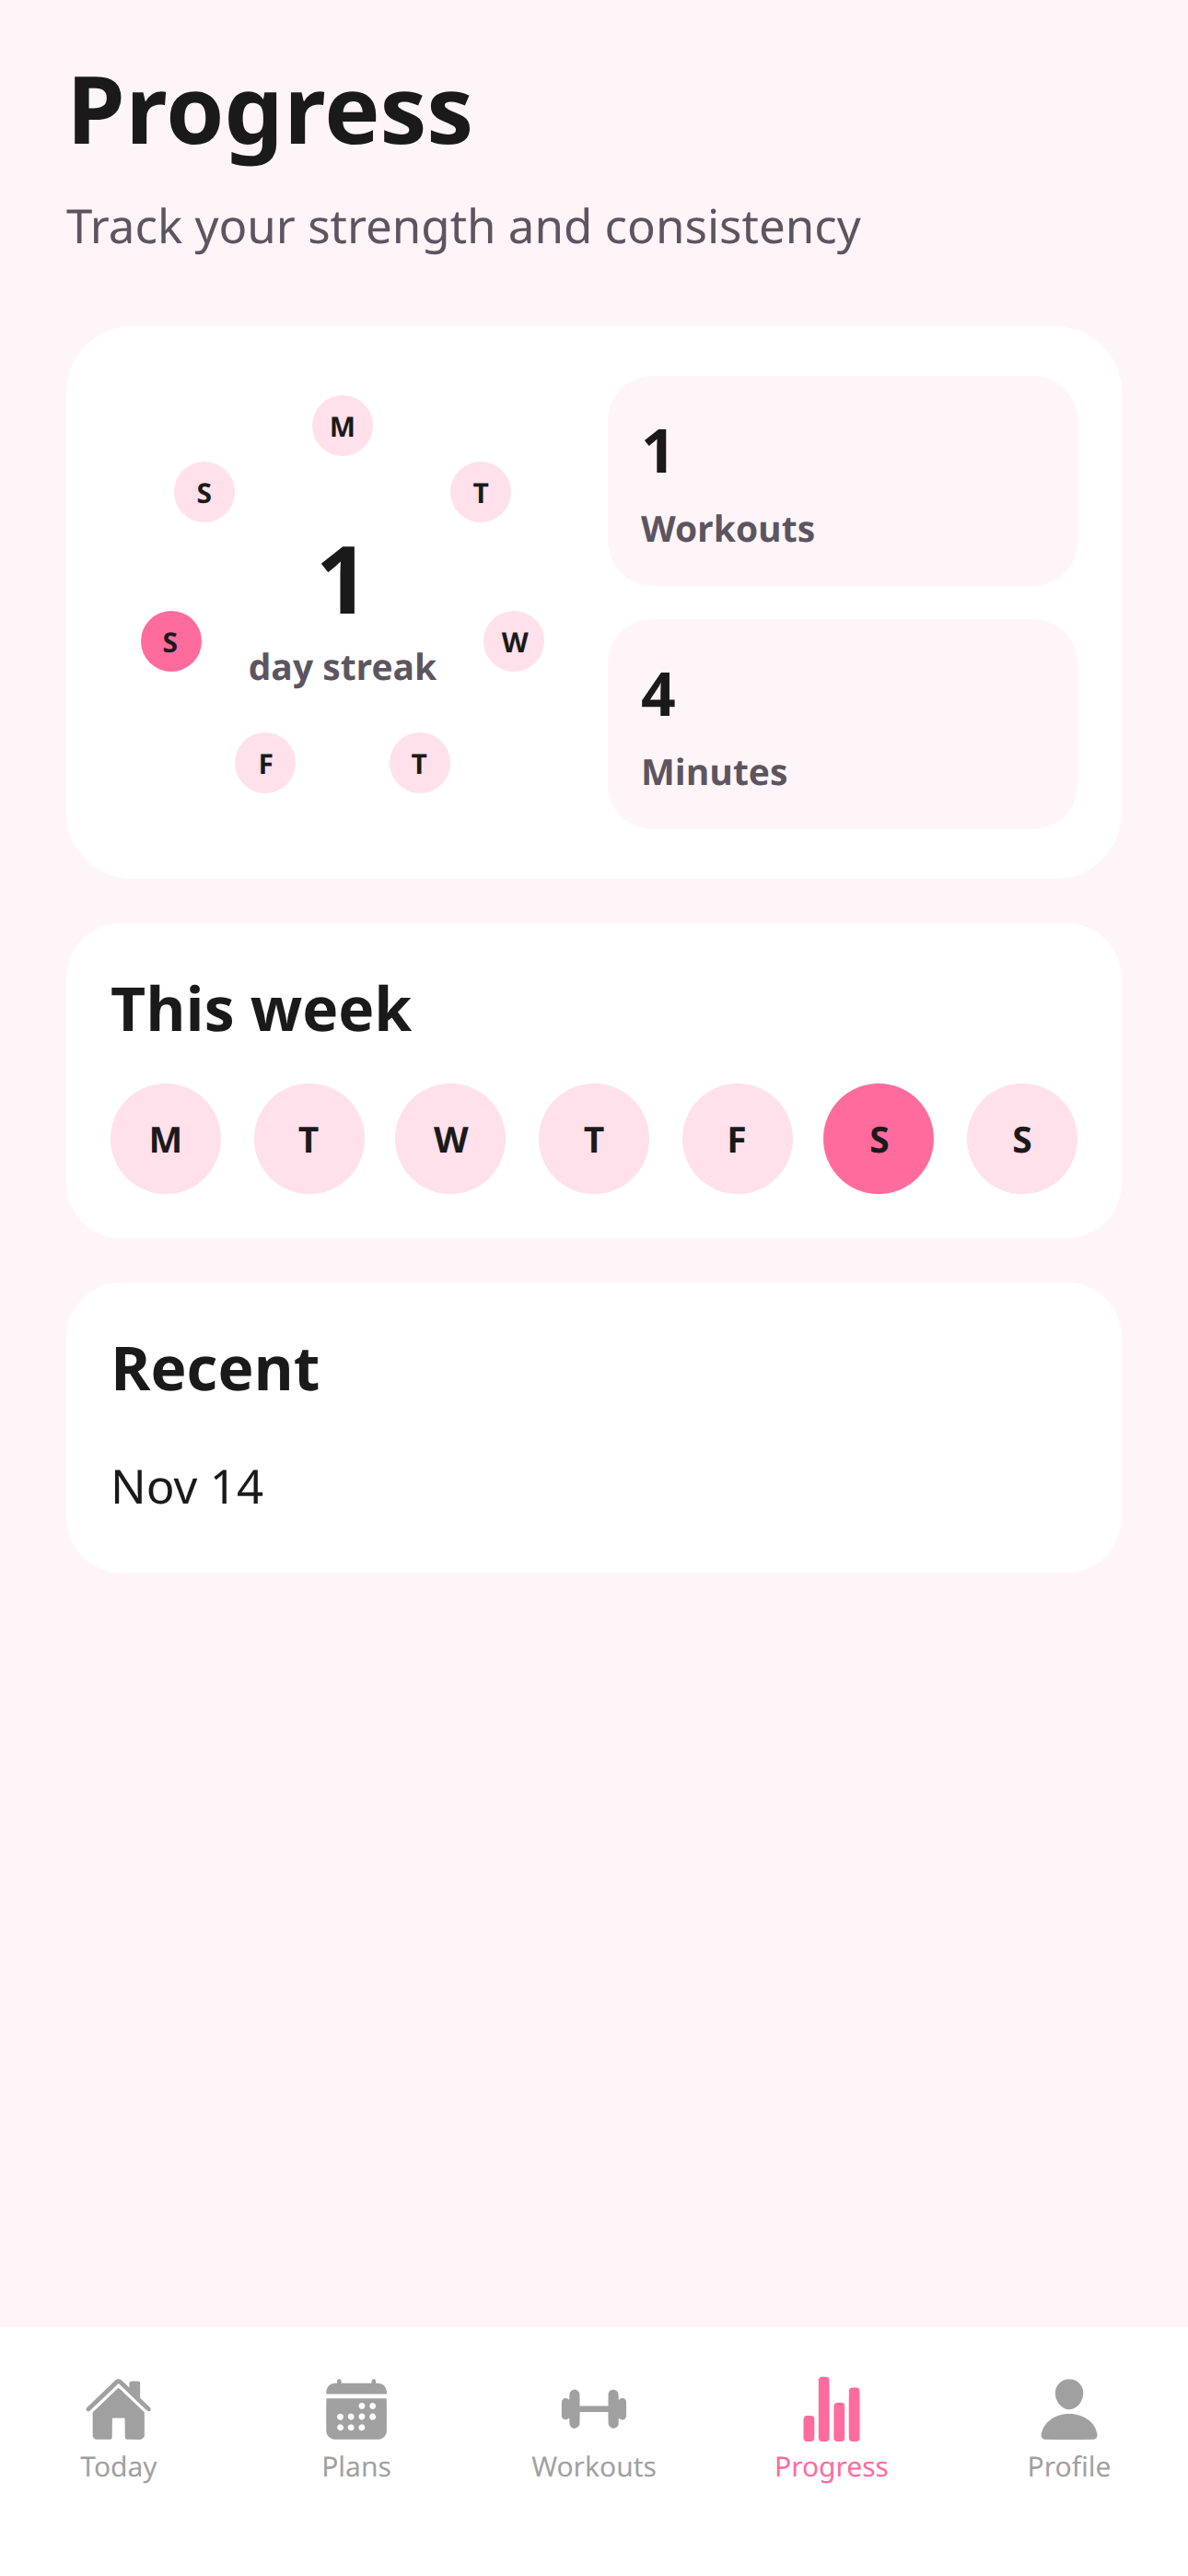 Progress
Track your strength and consistency
M
S
T
1
S
W
day streak
F
T
1
Workouts
4
Minutes
This week
M T W T F S S
Recent
Nov 14
Today Plans Workouts Progress Profile